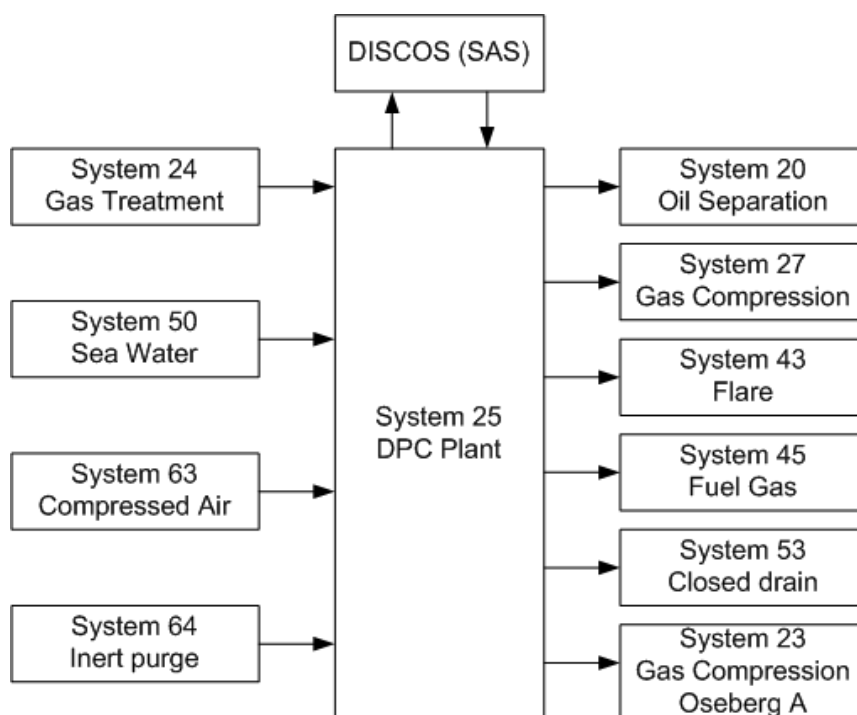 DISCOS (SAS)
System 24
Gas Treatment
System 50
Sea Water
System 63
Compressed Air
System 64
Inert purge
System 25
DPC Plant
System 20
Oil Separation
System 27
Gas Compression
System 43
Flare
System 45
Fuel Gas
System 53
Closed drain
System 23
Gas Compression
Oseberg A